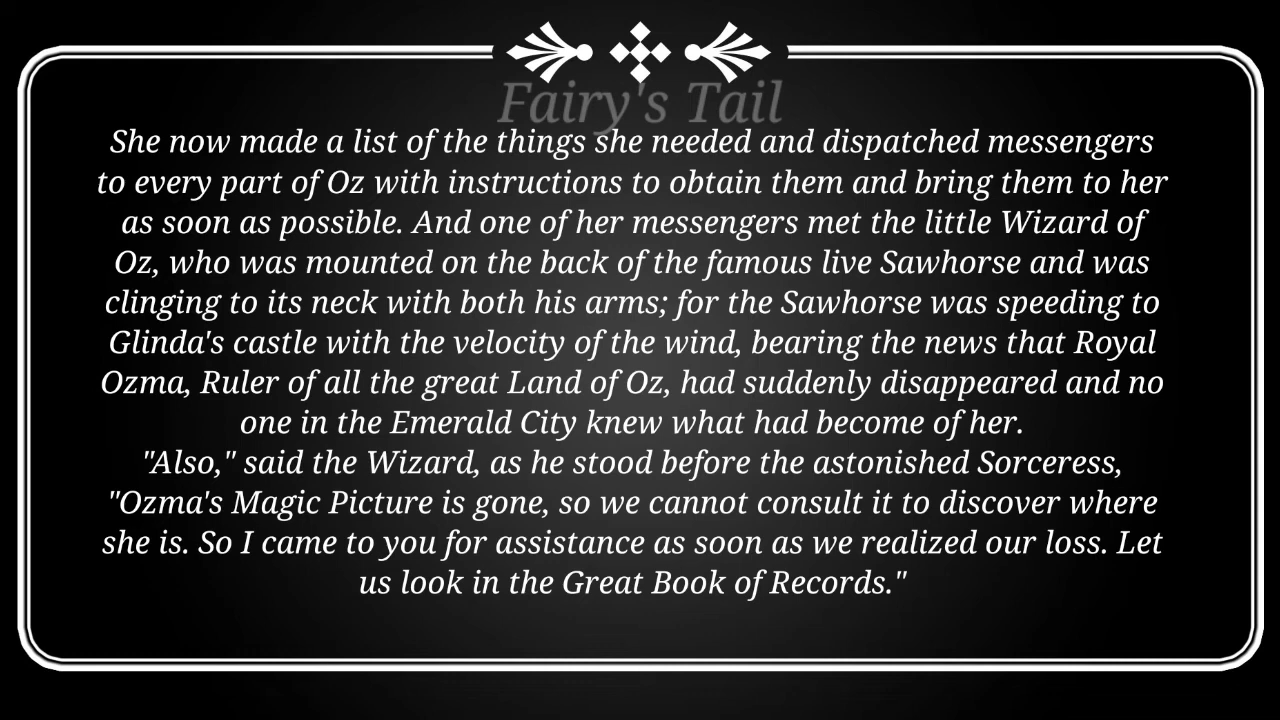 Fairy's Tail
She now made a list of the things she needed and dispatched messengers
to every part of Oz with instructions to obtain them and bring them to her
as soon as possible. And one of her messengers met the little Wizard of
Oz, who was mounted on the back of the famous live Sawhorse and was
clinging to its neck with both his arms; for the Sawhorse was speeding to
Glinda's castle with the velocity of the wind, bearing the news that Royal
Ozma, Ruler of all the great Land of Oz, had suddenly disappeared and no
one in the Emerald City knew what had become of her.
"Also," said the Wizard, as he stood before the astonished Sorceress,
"Ozma's Magic Picture is gone, so we cannot consult it to discover where
she is. So I came to you for assistance as soon as we realized our loss. Let
us look in the Great Book of Records."